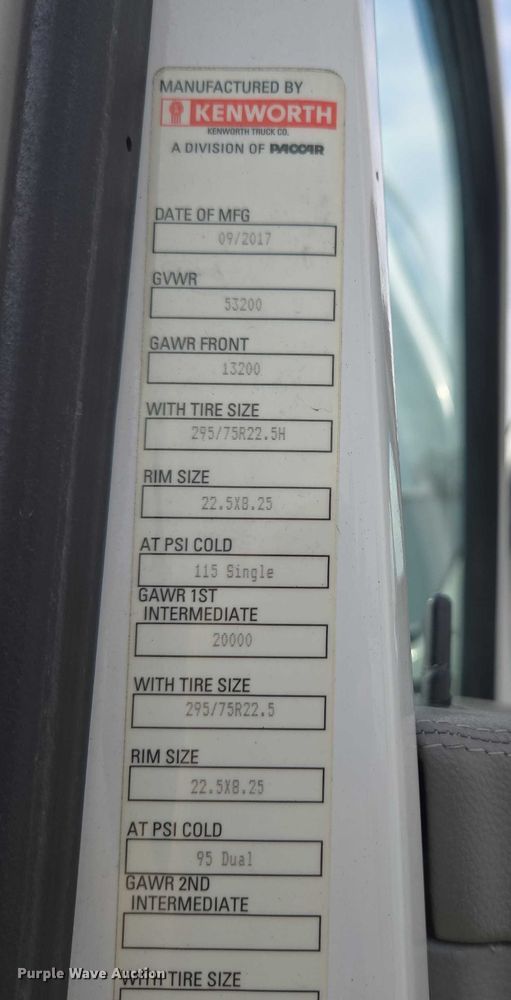 MANUFACTURED BY
KENWORTH
KENWORTH TRUCK CO.
A DIVISION OF PACCAR
DATE OF MFG
09/2017
GVWR
53200
GAWR FRONT
13200
WITH TIRE SIZE
295/75R22.5H
RIM SIZE
22.5X8.25
AT PSI COLD
115 Single
GAWR 1ST
INTERMEDIATE
20000
WITH TIRE SIZE
295/75R22.5
RIM SIZE
22.5X8.25
AT PSI COLD
95 Dual
GAWR 2ND
INTERMEDIATE
WITH TIRE SIZE
Purple Wave Auction